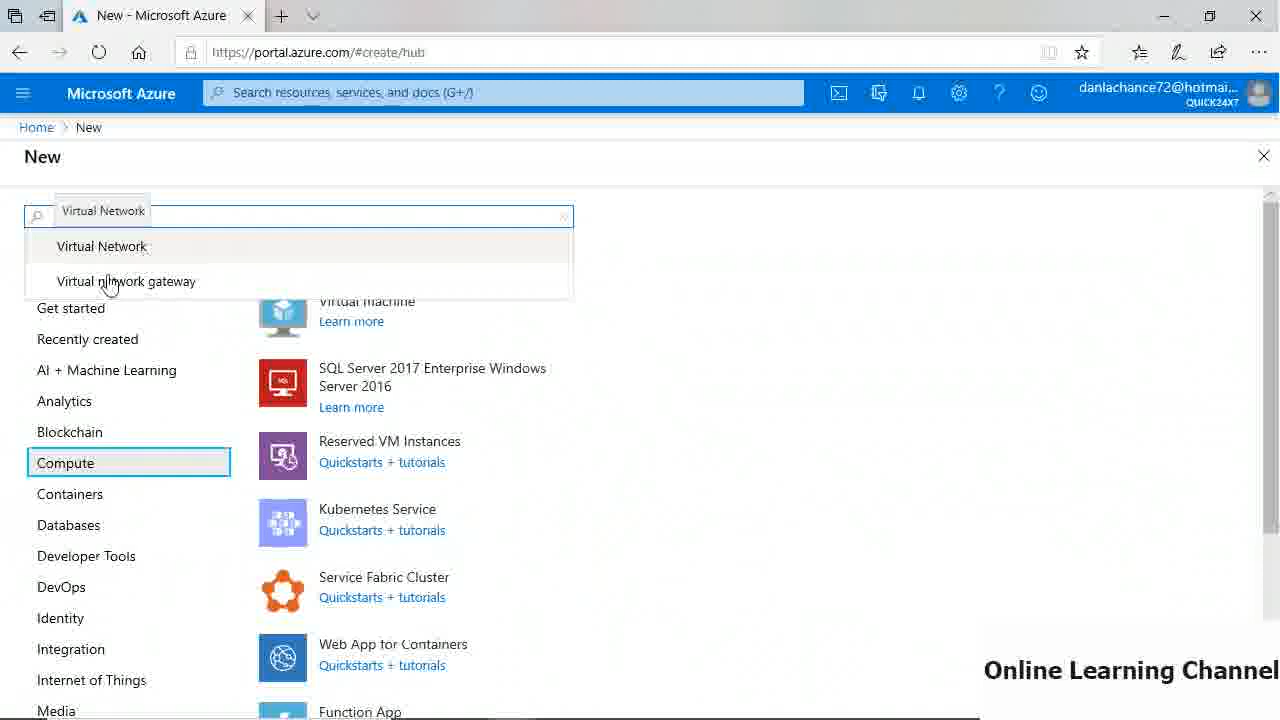 New - Microsoft Azure
https://portal.azure.com/#create/hub
Microsoft Azure
Search resources, services, and docs (G+/)
danlachance72@hotmai...
QUICK24X7
Home > New
New
Virtual Network
Virtual Network
Virtual network gateway
Get started
Recently created
AI + Machine Learning
Analytics
Blockchain
Compute
Containers
Databases
Developer Tools
DevOps
Identity
Integration
Internet of Things
Media
Virtual machine
Learn more
SQL Server 2017 Enterprise Windows
Server 2016
Learn more
Reserved VM Instances
Quickstarts + tutorials
Kubernetes Service
Quickstarts + tutorials
Service Fabric Cluster
Quickstarts + tutorials
Web App for Containers
Quickstarts + tutorials
Function App
Online Learning Channel